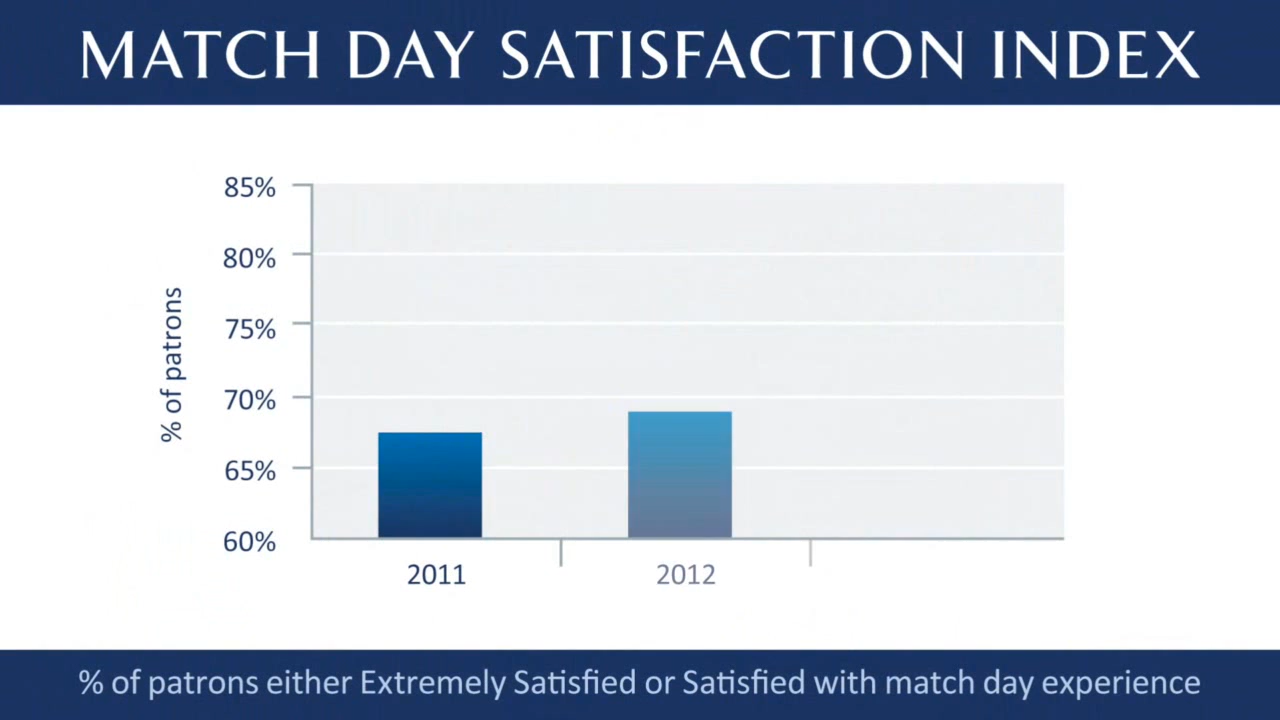 MATCH DAY SATISFACTION INDEX
85%
80%
75%
70%
65%
60%
% of patrons
2011
2012
% of patrons either Extremely Satisfied or Satisfied with match day experience